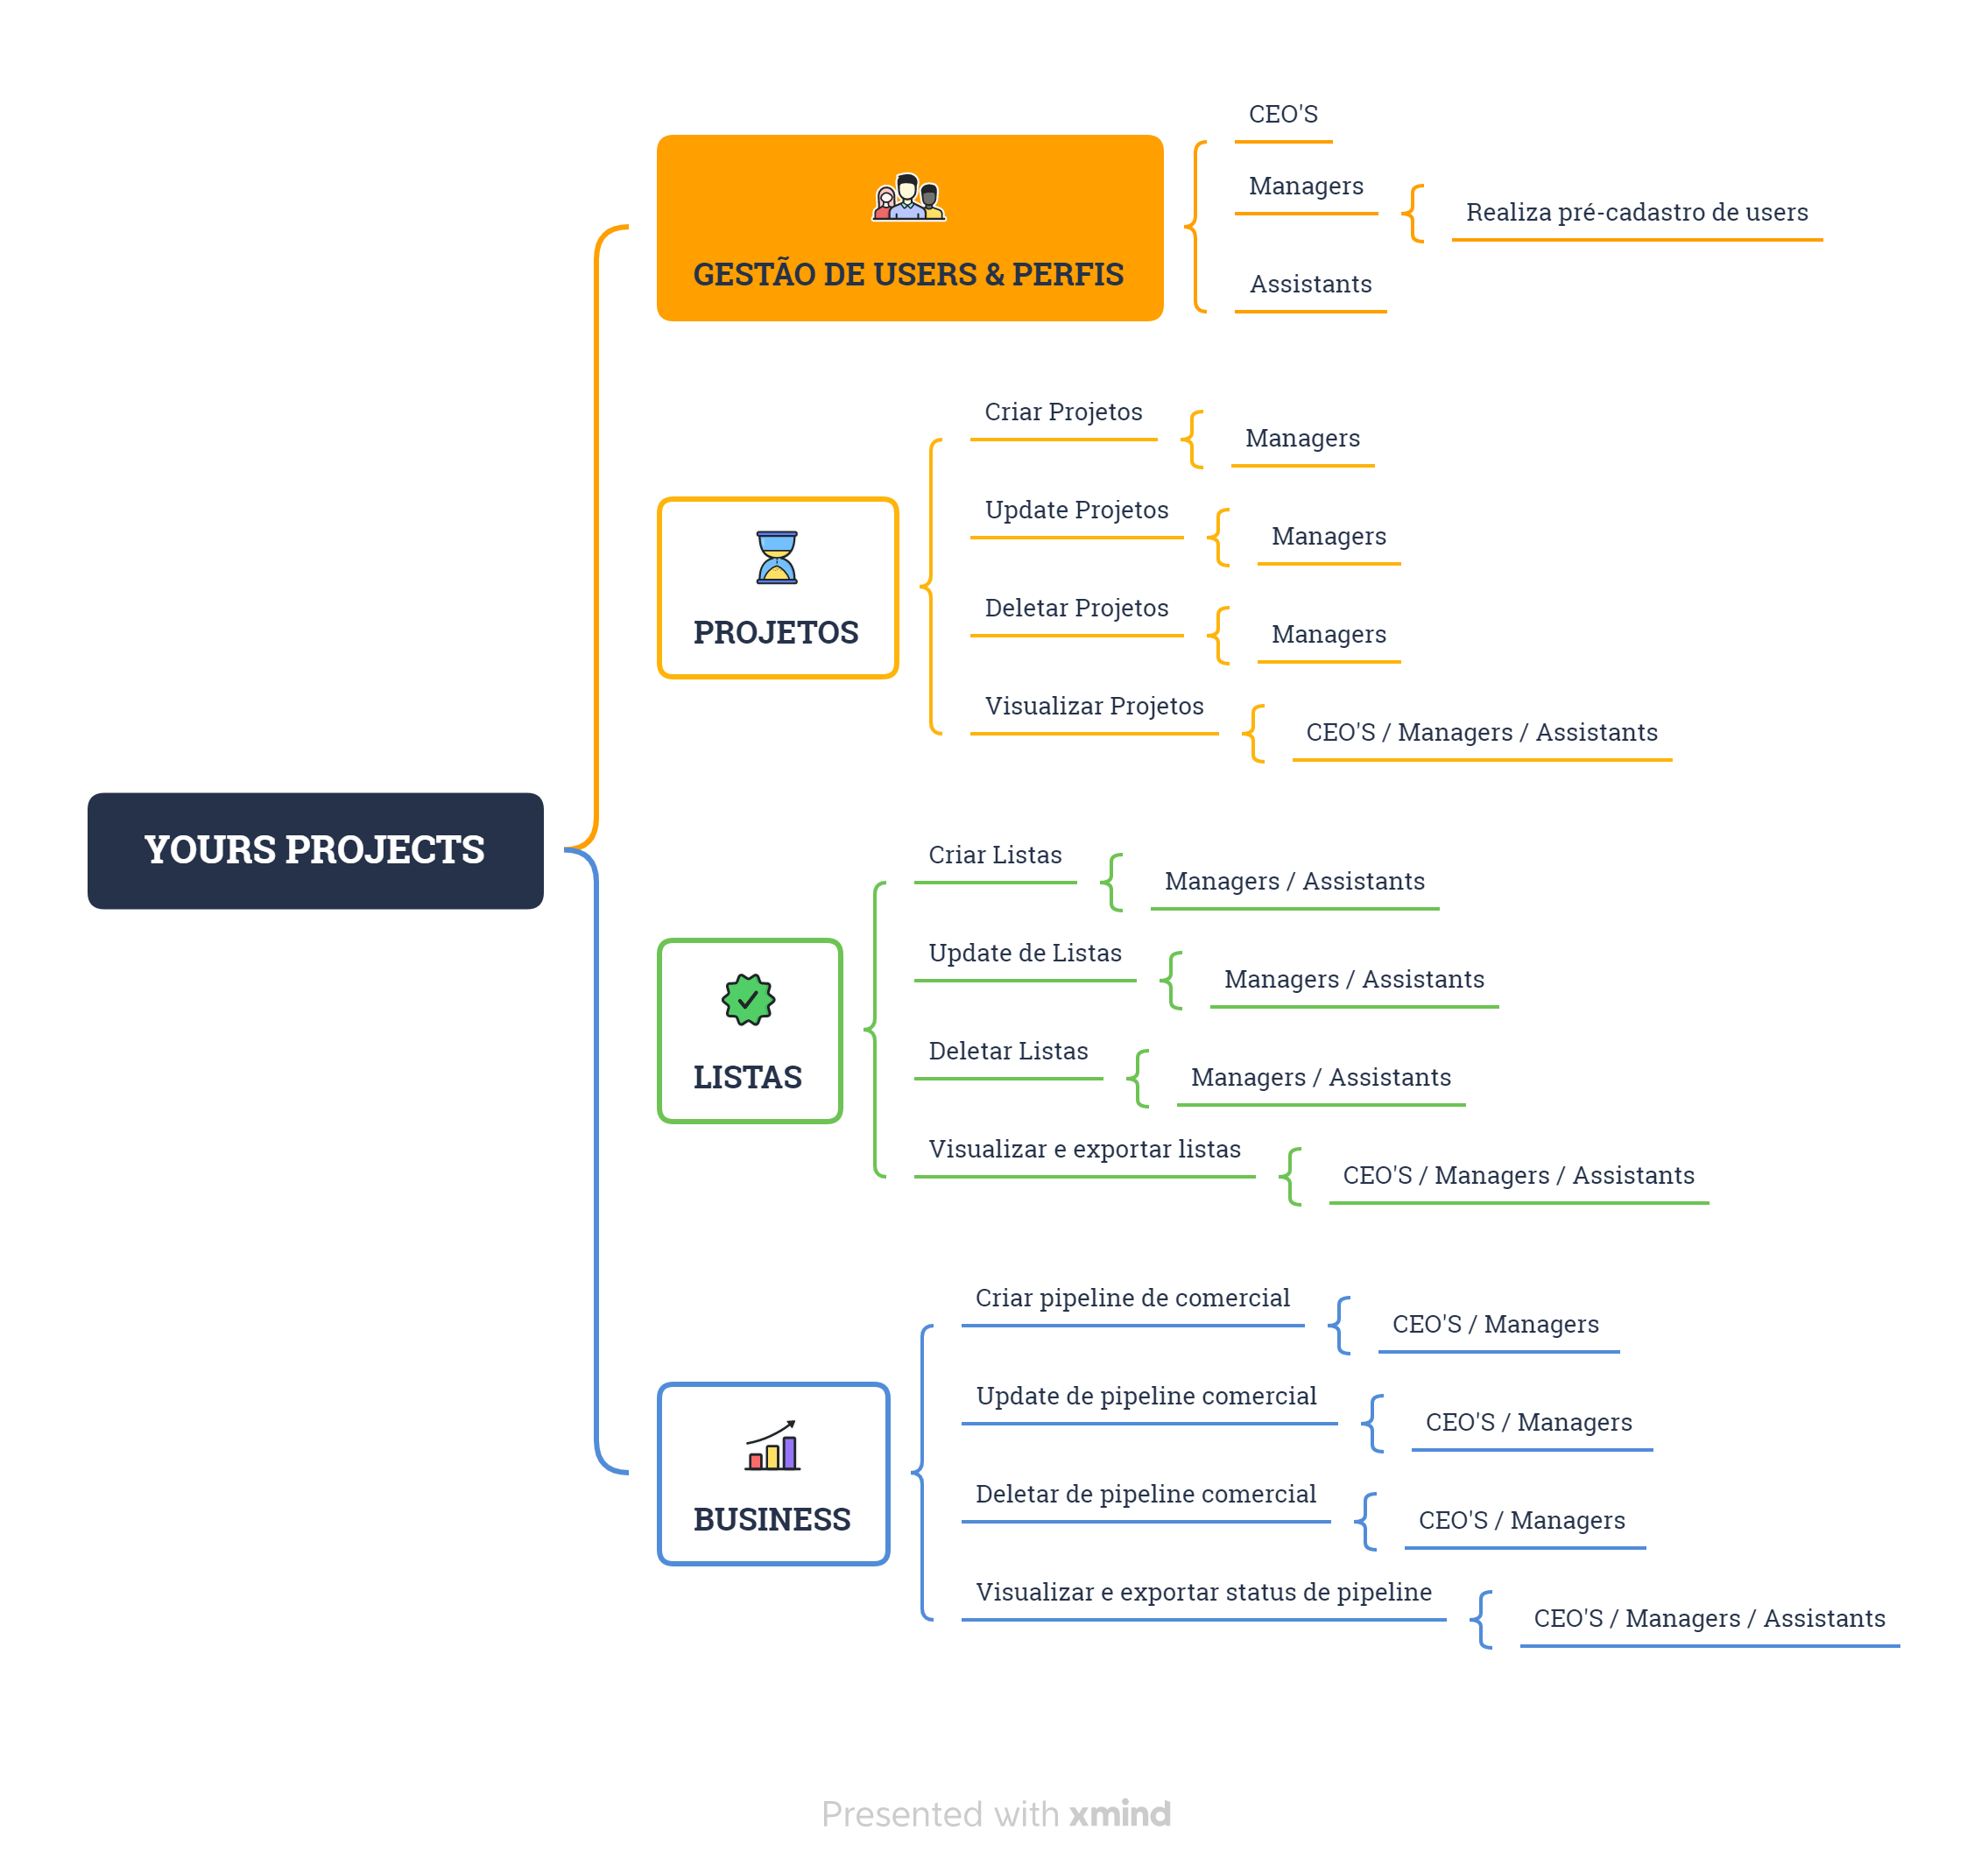 YOURS PROJECTS
GESTÃO DE USERS & PERFIS
CEO'S
Managers
Realiza pré-cadastro de users
Assistants
PROJETOS
Criar Projetos
Managers
Update Projetos
Managers
Deletar Projetos
Managers
Visualizar Projetos
CEO'S / Managers / Assistants
LISTAS
Criar Listas
Managers / Assistants
Update de Listas
Managers / Assistants
Deletar Listas
Managers / Assistants
Visualizar e exportar listas
CEO'S / Managers / Assistants
BUSINESS
Criar pipeline de comercial
CEO'S / Managers
Update de pipeline comercial
CEO'S / Managers
Deletar de pipeline comercial
CEO'S / Managers
Visualizar e exportar status de pipeline
CEO'S / Managers / Assistants
Presented with xmind